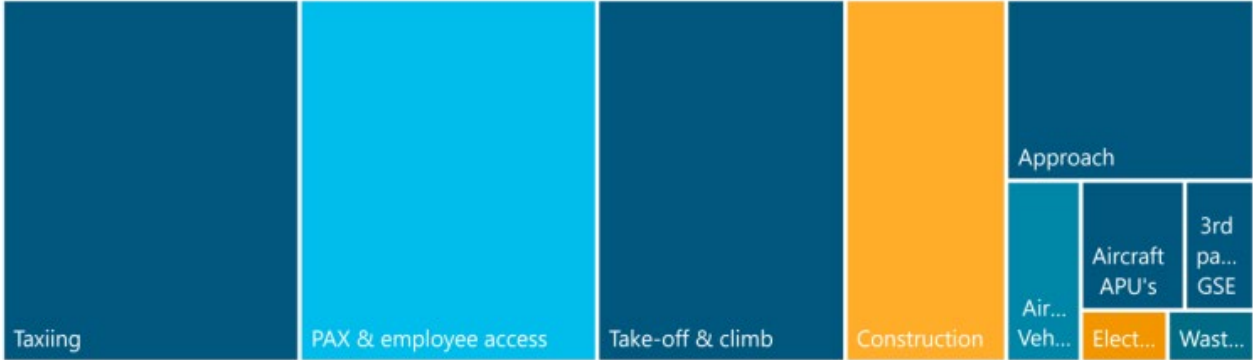 Taxiing
PAX & employee access
Take-off & climb
Construction
Approach
Air...
Veh...
Aircraft
APU's
3rd
pa...
GSE
Elect...
Wast...